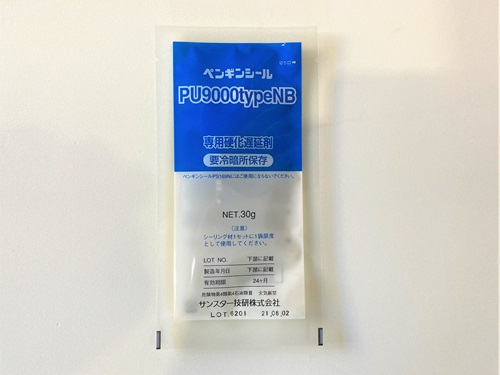 ペンギンシール
PU9000typeNB
専用硬化遅延剤
要冷暗所保存
NET.30g
〈注意〉
シーリング材1セットに1袋限度
として使用してください。
LOT NO. 下部に記載
製造年月日 下部に記載
有効期限 24ヶ月
サンスター技研株式会社
LOT.6201 21.06.02